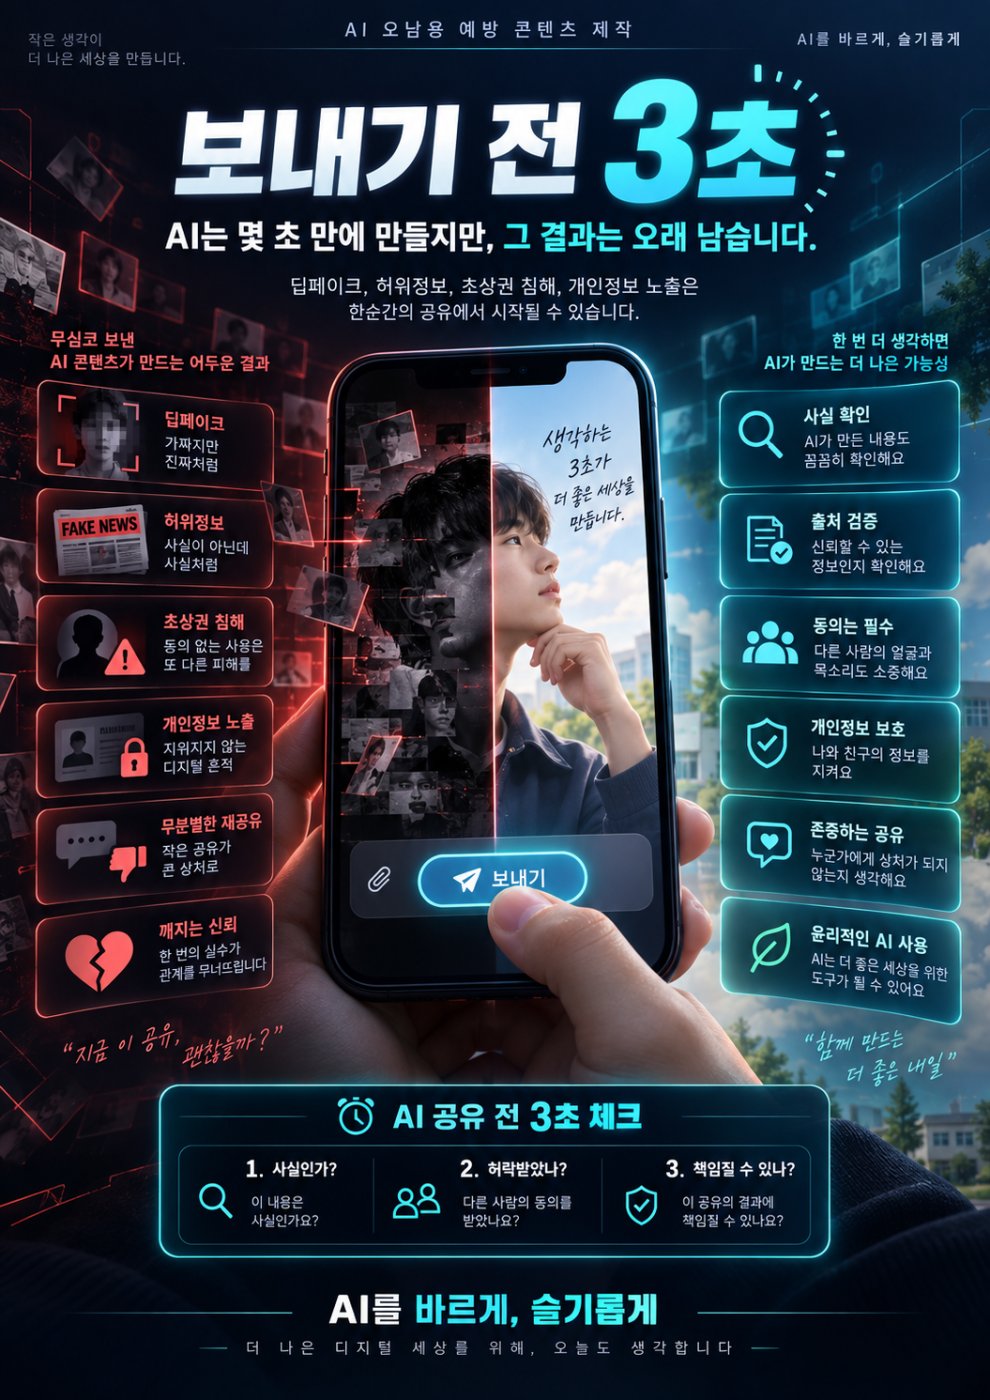 작은 생각이
더 나은 세상을 만듭니다.
AI 오남용 예방 콘텐츠 제작
AI를 바르게, 슬기롭게
보내기 전 3초
AI는 몇 초 만에 만들지만, 그 결과는 오래 남습니다.
딥페이크, 허위정보, 초상권 침해, 개인정보 노출은
한순간의 공유에서 시작될 수 있습니다.
무심코 보낸
AI 콘텐츠가 만드는 어두운 결과
딥페이크
가짜지만
진짜처럼
FAKE NEWS
허위정보
사실이 아닌데
사실처럼
초상권 침해
동의 없는 사용은
또 다른 피해를
개인정보 노출
지워지지 않는
디지털 흔적
무분별한 재공유
작은 공유가
큰 상처로
깨지는 신뢰
한 번의 실수가
관계를 무너뜨립니다
"지금 이 공유,
괜찮을까?"
생각하는
3초가
더 좋은 세상을
만듭니다.
보내기
한 번 더 생각하면
AI가 만드는 더 나은 가능성
사실 확인
AI가 만든 내용도
꼼꼼히 확인해요
출처 검증
신뢰할 수 있는
정보인지 확인해요
동의는 필수
다른 사람의 얼굴과
목소리도 소중해요
개인정보 보호
나와 친구의 정보를
지켜요
존중하는 공유
누군가에게 상처가 되지
않는지 생각해요
윤리적인 AI 사용
AI는 더 좋은 세상을 위한
도구가 될 수 있어요
"함께 만드는
더 좋은 내일"
AI 공유 전 3초 체크
1. 사실인가?
이 내용은
사실인가요?
2. 허락받았나?
다른 사람의 동의를
받았나요?
3. 책임질 수 있나?
이 공유의 결과에
책임질 수 있나요?
AI를 바르게, 슬기롭게
더 나은 디지털 세상을 위해, 오늘도 생각합니다